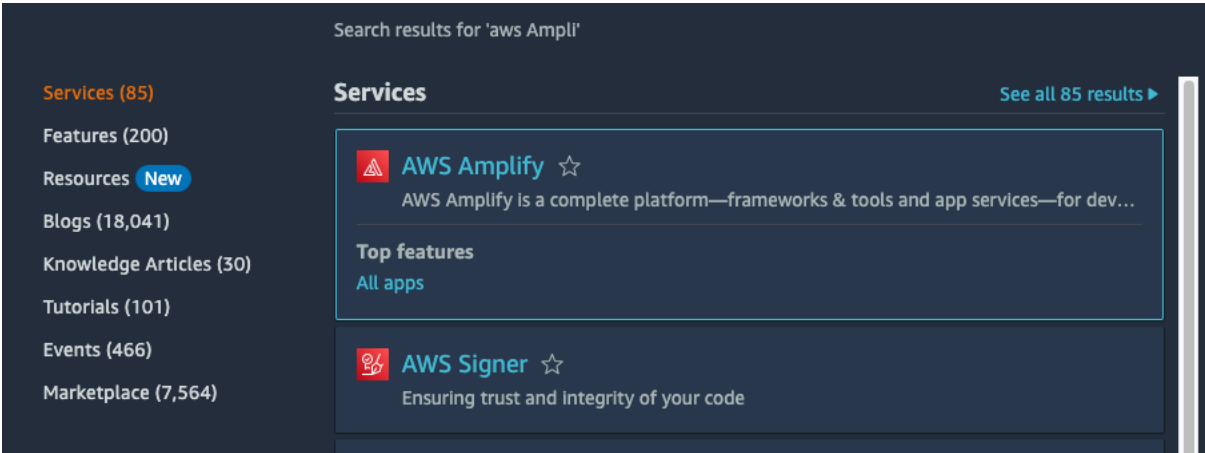 Search results for 'aws Ampli'
Services (85)
Features (200)
Resources New
Blogs (18,041)
Knowledge Articles (30)
Tutorials (101)
Events (466)
Marketplace (7,564)
Services
See all 85 results ▶
AWS Amplify ☆
AWS Amplify is a complete platform—frameworks & tools and app services—for dev...
Top features
All apps
AWS Signer ☆
Ensuring trust and integrity of your code